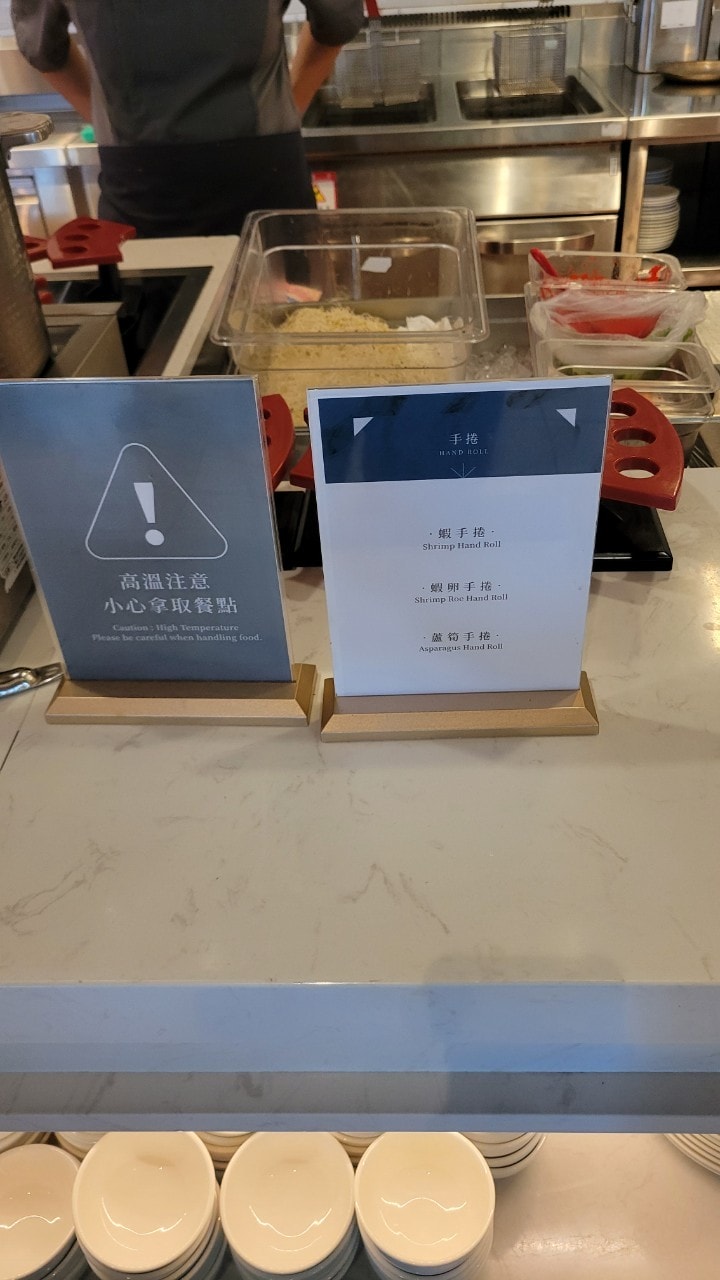 高溫注意
小心拿取餐點
Caution : High Temperature
Please be careful when handling food.
手捲
HAND ROLL
·蝦手捲·
Shrimp Hand Roll
·蝦卵手捲·
Shrimp Roe Hand Roll
·蘆筍手捲·
Asparagus Hand Roll